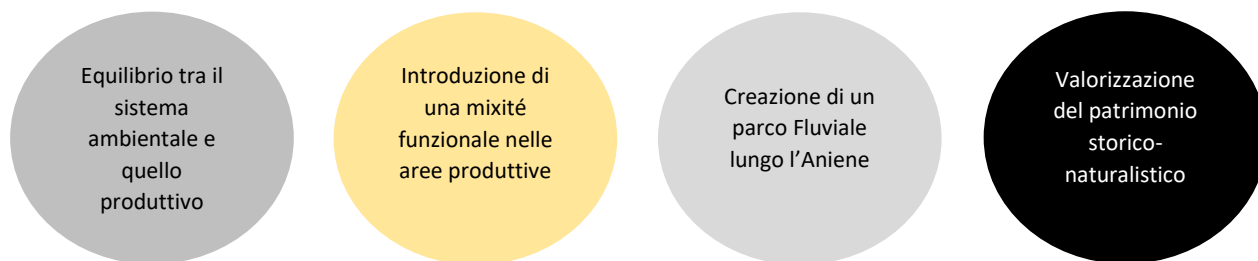 Equilibrio tra il
sistema
ambientale e
quello
produttivo
Introduzione di
una mixité
funzionale nelle
aree produttive
Creazione di un
parco Fluviale
lungo l’Aniene
Valorizzazione
del patrimonio
storico-
naturalistico